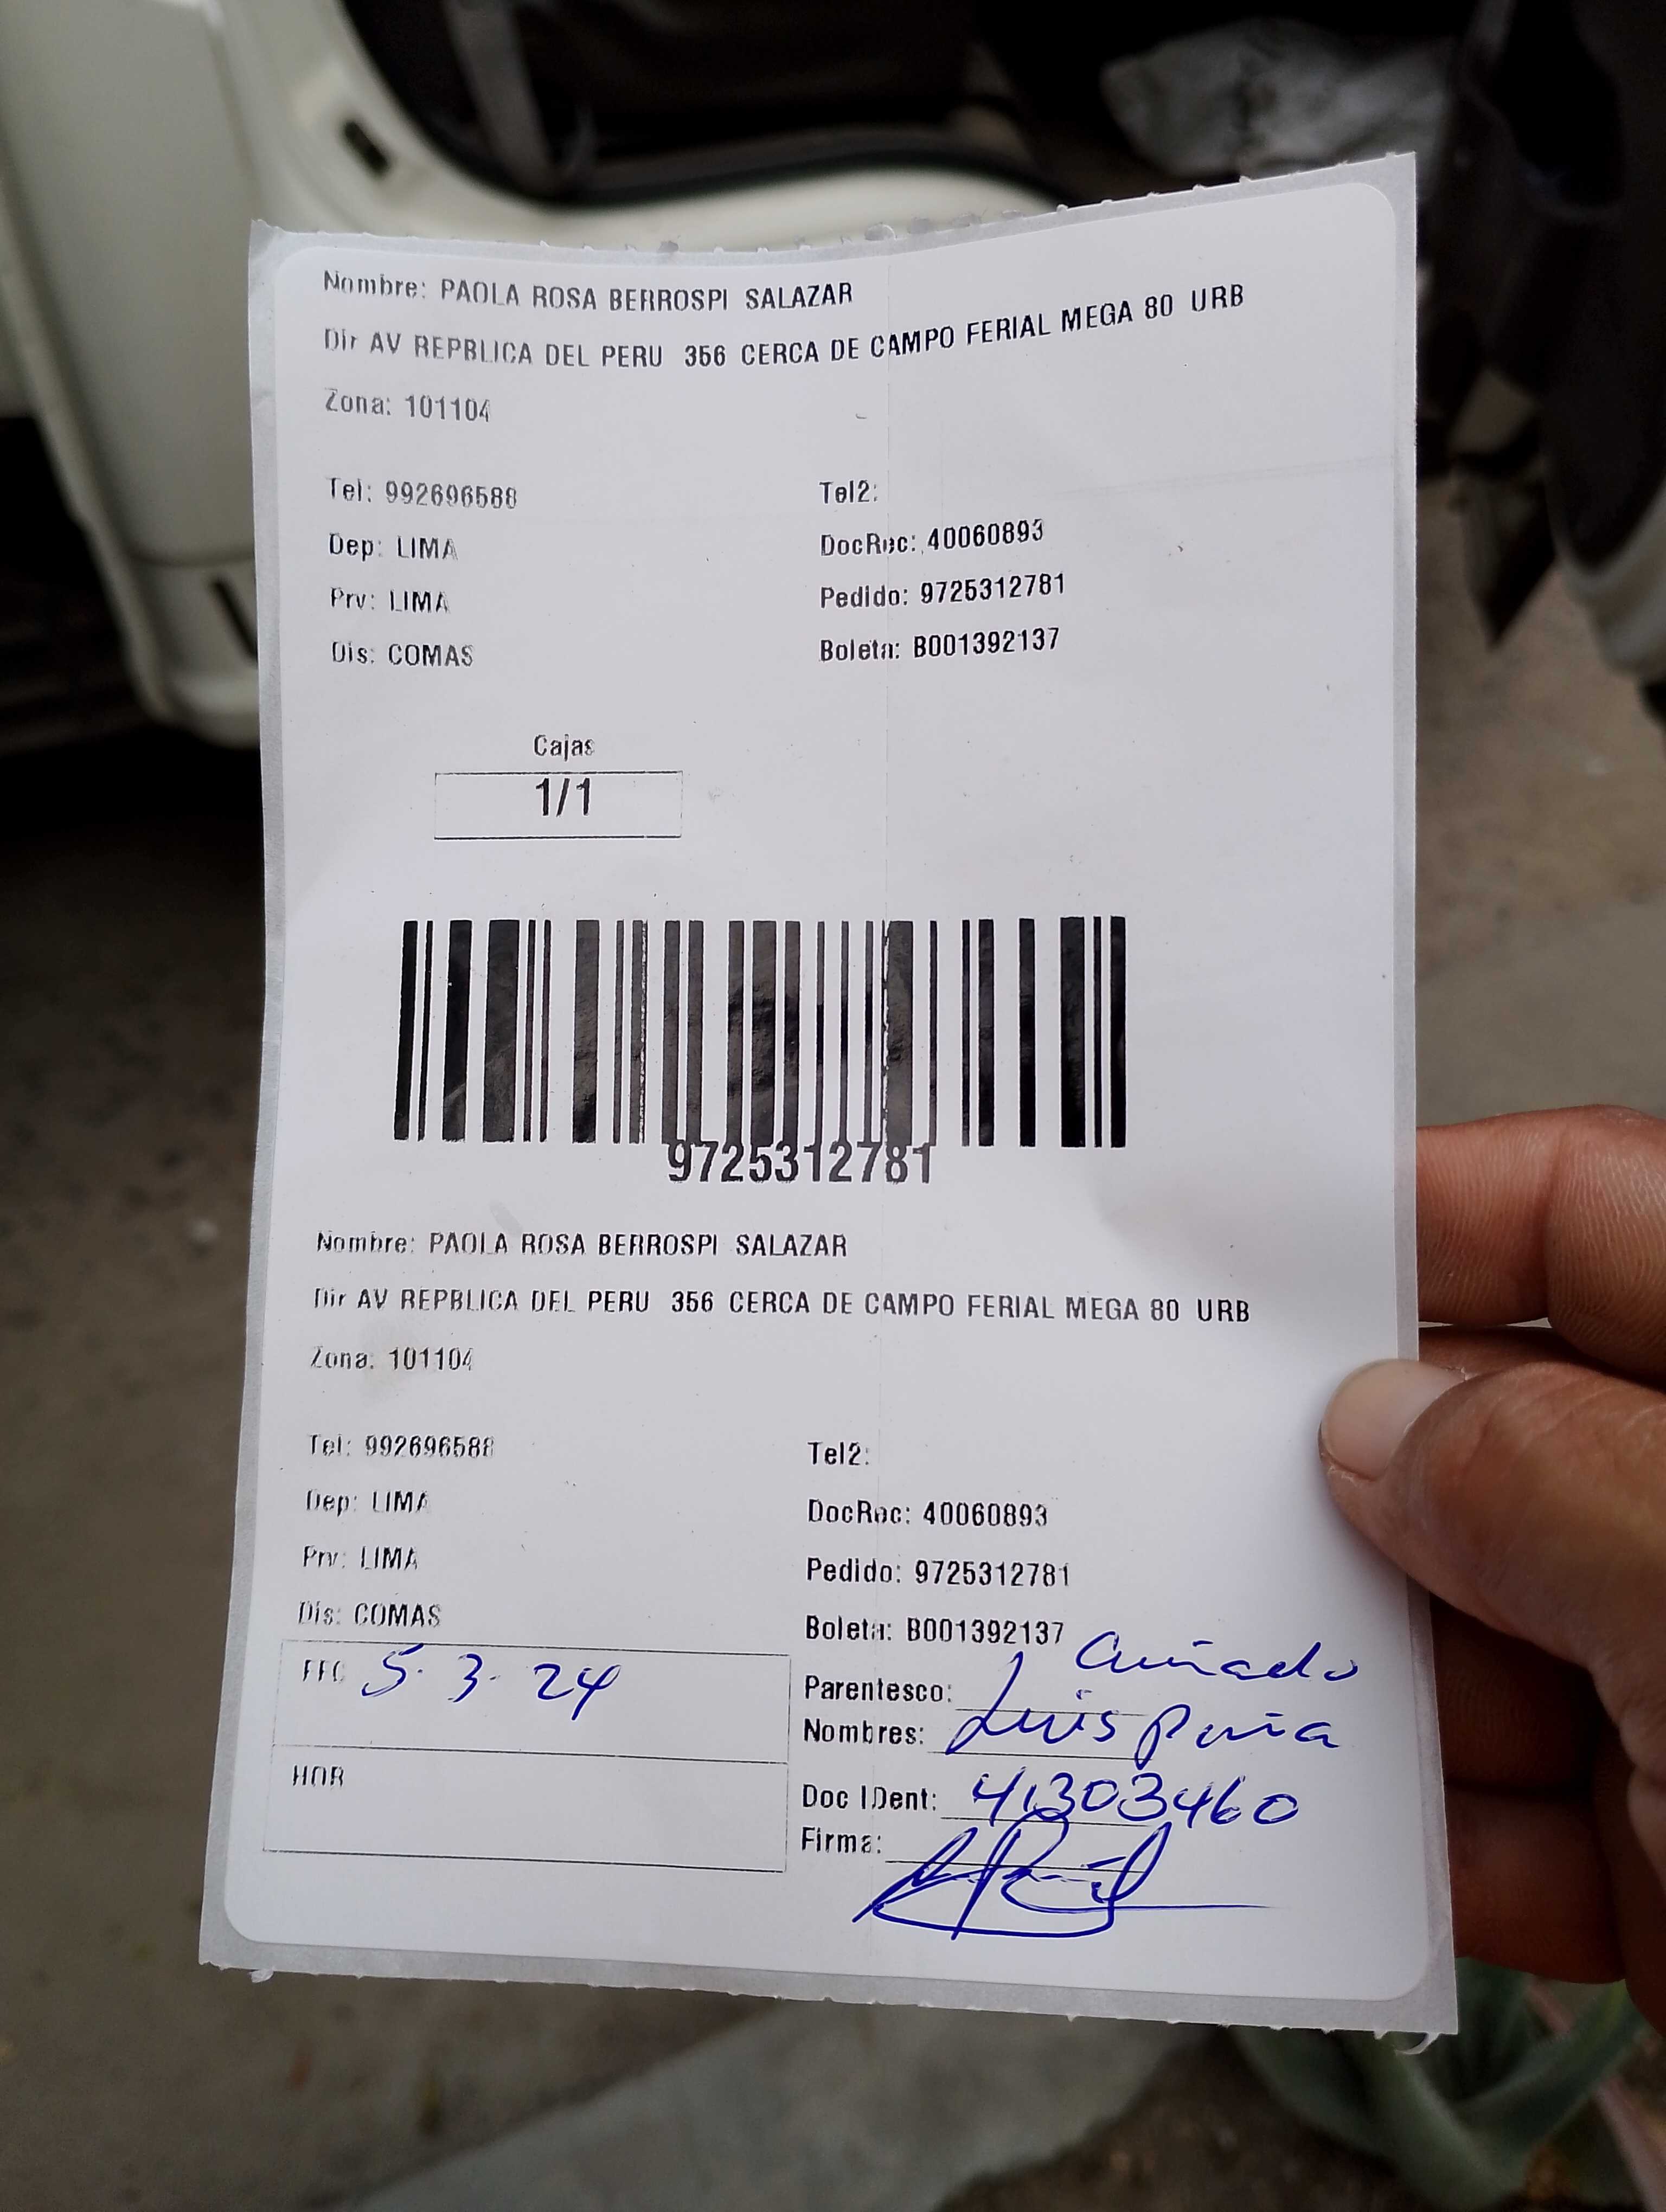 Nombre: PAOLA ROSA BERROSPI SALAZAR
Dir AV REPBLICA DEL PERU 356 CERCA DE CAMPO FERIAL MEGA 80 URB
Zona: 101104
Tel: 992696588
Tel2:
Dep: LIMA
DocRec: 40060893
Prv: LIMA
Pedido: 9725312781
Dis: COMAS
Boleta: B001392137
Cajas
1/1
9725312781
Nombre: PAOLA ROSA BERROSPI SALAZAR
Dir AV REPBLICA DEL PERU 356 CERCA DE CAMPO FERIAL MEGA 80 URB
Zona: 101104
Tel: 992696588
Tel2:
Dep: LIMA
DocRec: 40060893
Prv: LIMA
Pedido: 9725312781
Dis: COMAS
Boleta: B001392137
5.3.24
Parentesco: Cuñado
Nombres: Luis Peña
HOR
Doc IDent: 41303460
Firma: